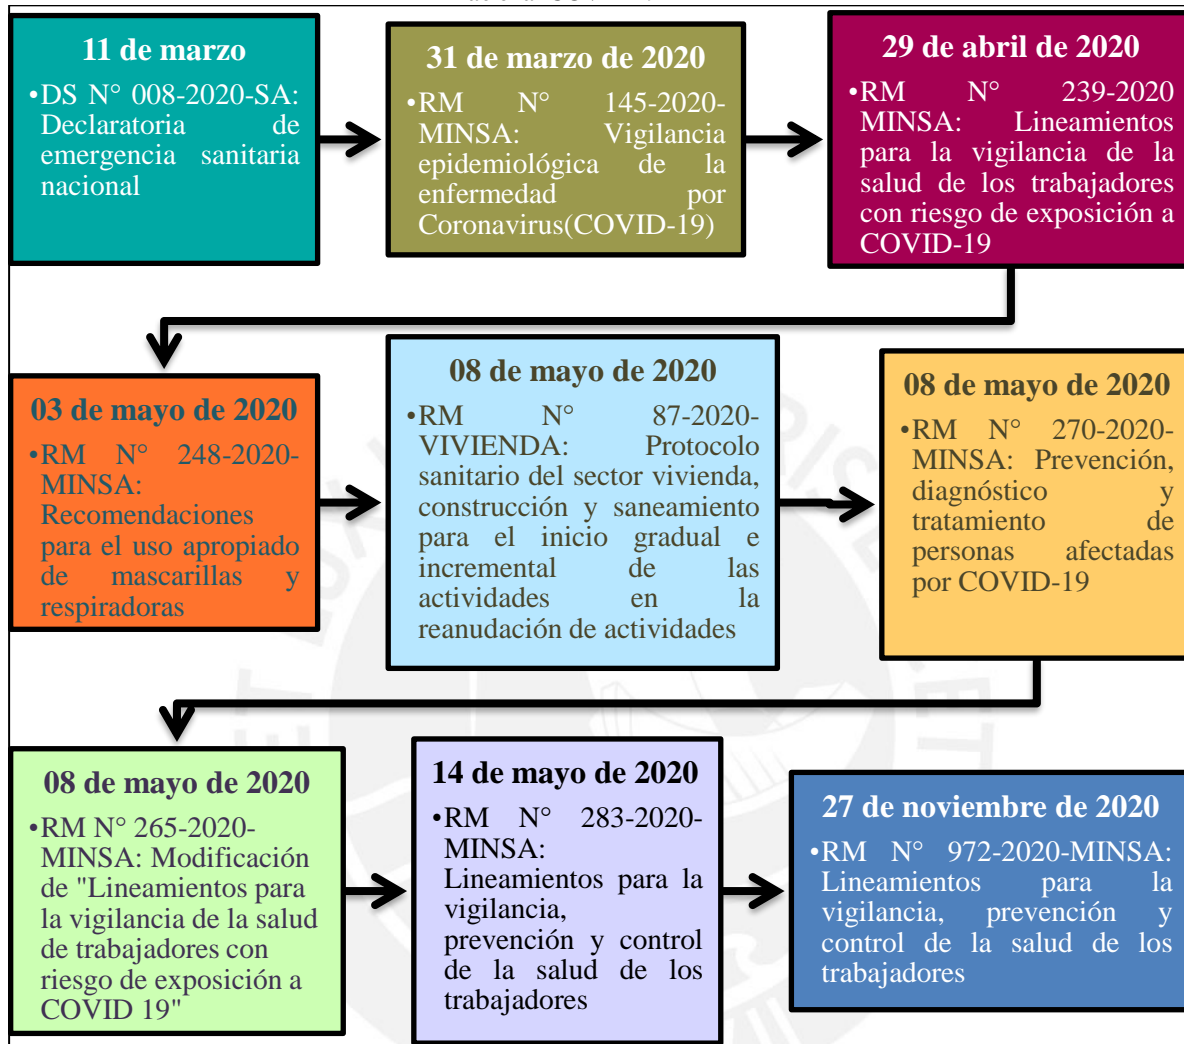 11 de marzo
•DS N° 008-2020-SA:
Declaratoria de
emergencia sanitaria
nacional
31 de marzo de 2020
•RM N° 145-2020-
MINSA: Vigilancia
epidemiológica de la
enfermedad por
Coronavirus(COVID-19)
29 de abril de 2020
•RM N° 239-2020
MINSA: Lineamientos
para la vigilancia de la
salud de los trabajadores
con riesgo de exposición a
COVID-19
03 de mayo de 2020
•RM N° 248-2020-
MINSA:
Recomendaciones
para el uso apropiado
de mascarillas y
respiradoras
08 de mayo de 2020
•RM N° 87-2020-
VIVIENDA: Protocolo
sanitario del sector vivienda,
construcción y saneamiento
para el inicio gradual e
incremental de las
actividades en la
reanudación de actividades
08 de mayo de 2020
•RM N° 270-2020-
MINSA: Prevención,
diagnóstico y
tratamiento de
personas afectadas
por COVID-19
08 de mayo de 2020
•RM N° 265-2020-
MINSA: Modificación
de "Lineamientos para
la vigilancia de la salud
de trabajadores con
riesgo de exposición a
COVID 19"
14 de mayo de 2020
•RM N° 283-2020-
MINSA:
Lineamientos para la
vigilancia,
prevención y control
de la salud de los
trabajadores
27 de noviembre de 2020
•RM N° 972-2020-MINSA:
Lineamientos para la
vigilancia, prevención y
control de la salud de los
trabajadores